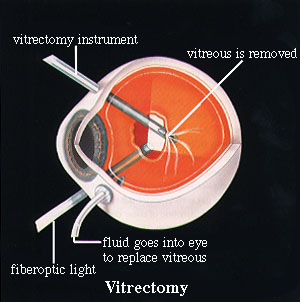 vitrectomy instrument
vitreous is removed
fluid goes into eye
to replace vitreous
fiberoptic light
Vitrectomy